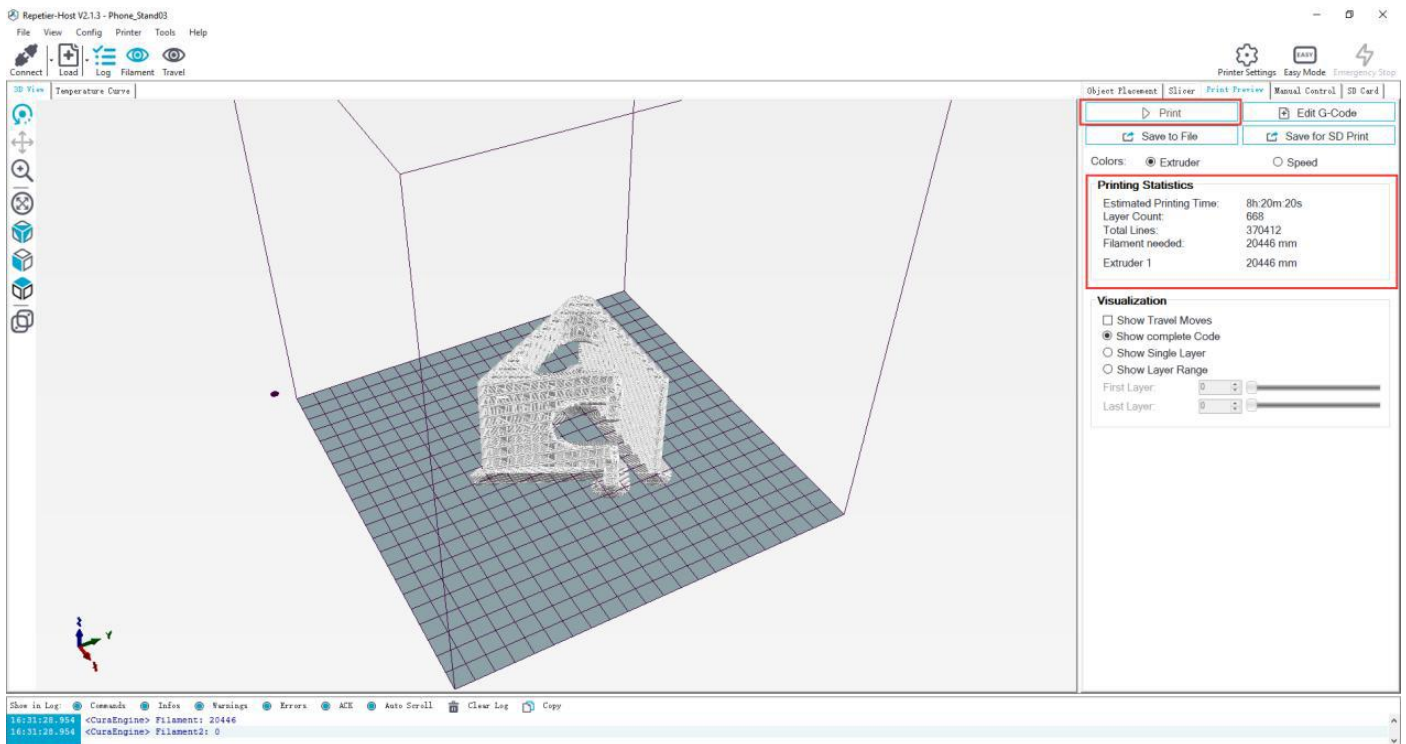 Repetier-Host V2.1.3 - Phone_Stand03
File View Config Printer Tools Help
Connect Load Log Filament Travel
Printer Settings Easy Mode Emergency Stop
EASY
3D View Temperature Curve
Object Placement Slicer Print Preview Manual Control SD Card
Print Edit G-Code
Save to File Save for SD Print
Colors: Extruder Speed
Printing Statistics
Estimated Printing Time: 8h:20m:20s
Layer Count: 668
Total Lines: 370412
Filament needed: 20446 mm
Extruder 1 20446 mm
Visualization
Show Travel Moves
Show complete Code
Show Single Layer
Show Layer Range
First Layer: 0
Last Layer: 0
Y
Show in Log: Commands Infos Warnings Errors ACK Auto Scroll Clear Log Copy
16:31:28.954 <CuraEngine> Filament: 20446
16:31:28.954 <CuraEngine> Filament2: 0